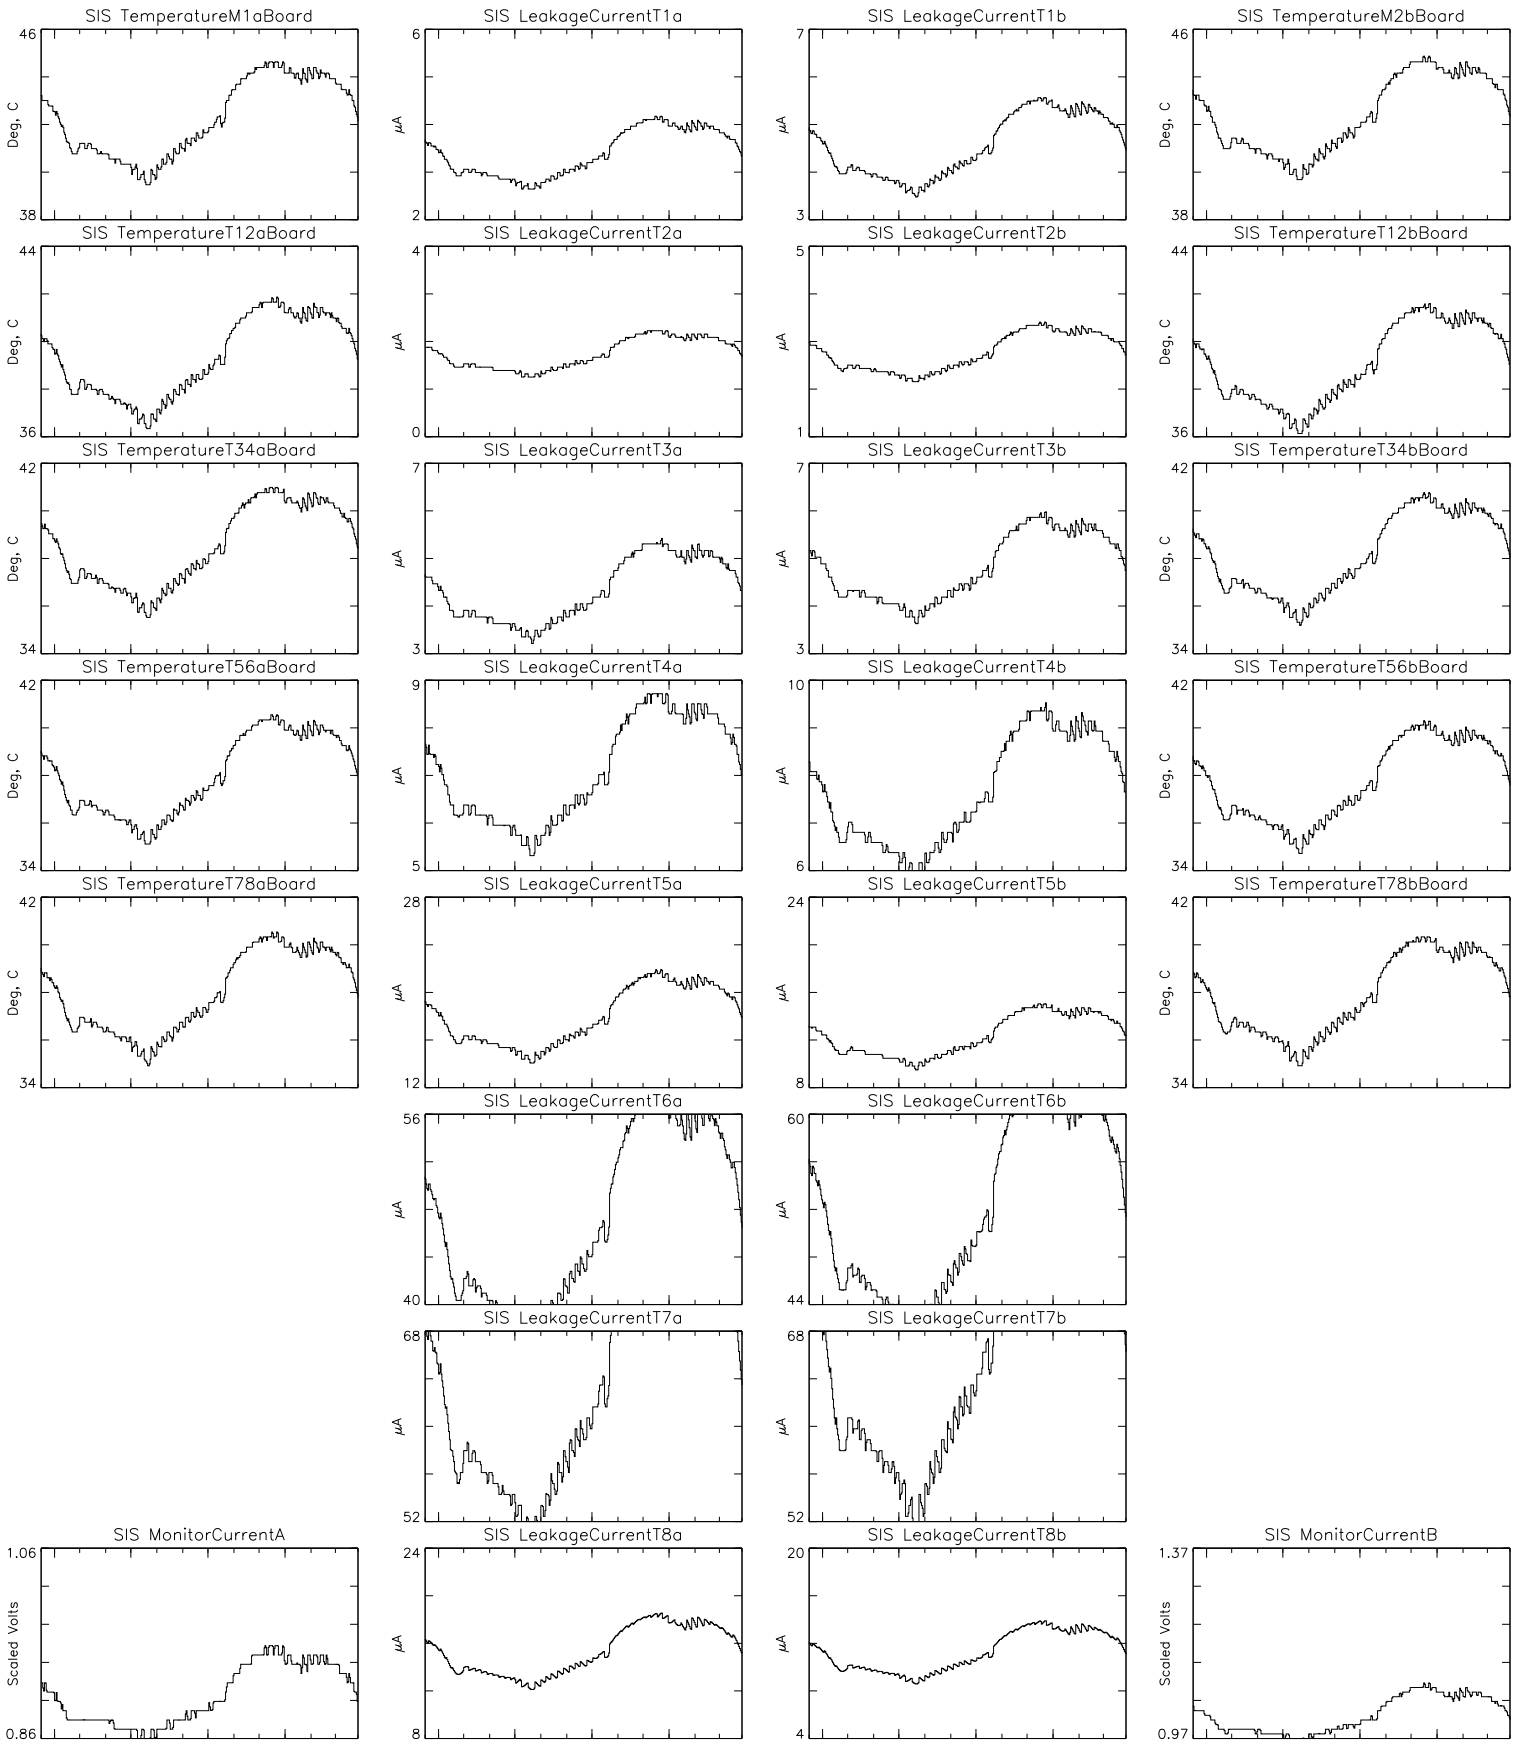 SIS TemperatureM1aBoard
SIS LeakageCurrentT1a
SIS LeakageCurrentT1b
SIS TemperatureM2bBoard
46
Deg, C
38
6
μA
2
7
μA
3
46
Deg, C
38
SIS TemperatureT12aBoard
SIS LeakageCurrentT2a
SIS LeakageCurrentT2b
SIS TemperatureT12bBoard
44
Deg, C
36
4
μA
0
5
μA
1
44
Deg, C
36
SIS TemperatureT34aBoard
SIS LeakageCurrentT3a
SIS LeakageCurrentT3b
SIS TemperatureT34bBoard
42
Deg, C
34
7
μA
3
7
μA
3
42
Deg, C
34
SIS TemperatureT56aBoard
SIS LeakageCurrentT4a
SIS LeakageCurrentT4b
SIS TemperatureT56bBoard
42
Deg, C
34
9
μA
5
10
μA
6
42
Deg, C
34
SIS TemperatureT78aBoard
SIS LeakageCurrentT5a
SIS LeakageCurrentT5b
SIS TemperatureT78bBoard
42
Deg, C
34
28
μA
12
24
μA
8
42
Deg, C
34
SIS LeakageCurrentT6a
SIS LeakageCurrentT6b
56
μA
40
60
μA
44
SIS LeakageCurrentT7a
SIS LeakageCurrentT7b
68
μA
52
68
μA
52
SIS MonitorCurrentA
SIS LeakageCurrentT8a
SIS LeakageCurrentT8b
SIS MonitorCurrentB
1.06
Scaled Volts
0.86
24
μA
8
20
μA
4
1.37
Scaled Volts
0.97